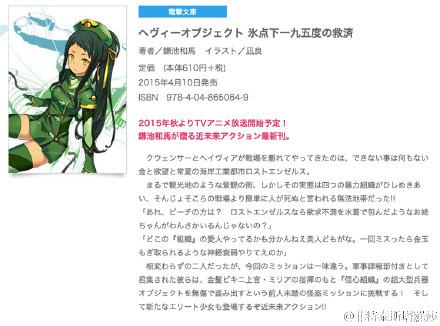 電撃文庫
ヘヴィーオブジェクト 氷点下一九五度の救済
著者／鎌池和馬　イラスト／凪良
定価　(本体610円＋税)
2015年4月10日発売
ISBN　978-4-04-865064-9
2015年秋よりTVアニメ放送開始予定！
鎌池和馬が贈る近未来アクション最新刊。
クウェンサーとヘイヴィアが戦場を離れてやってきたのは、できない事は何もない
金と欲望と常夏の海岸工業都市ロストエンゼルス。
まるで観光地のような景観の街、しかしその実態は四つの暴力組織がひしめきあ
い、そんじょそこらの戦場より簡単に人が死ぬと言われる無法地帯だった!!
「あれ、ビーチの方は？　ロストエンゼルスなら欲求不満を水着で包んだようなお姉
ちゃんがわんさかいるんじゃないの？」
「どこの『組織』の愛人やってるかも分かんねえ美人どもがな。一回ミスったら金玉
もぎ取られるような神経衰弱やりてえのか」
相変わらずの二人だったが、今回のミッションは一味違う。軍事諜報部付きとして
招集された彼らは、金髪ビキニ上官・ミリアの指揮のもと『信心組織』の超大型兵器
オブジェクトを無傷で盗み出すという前人未踏の怪盗ミッションに挑戦する！　そ
して新たなエリート少女も登場するぞ近未来アクション!!